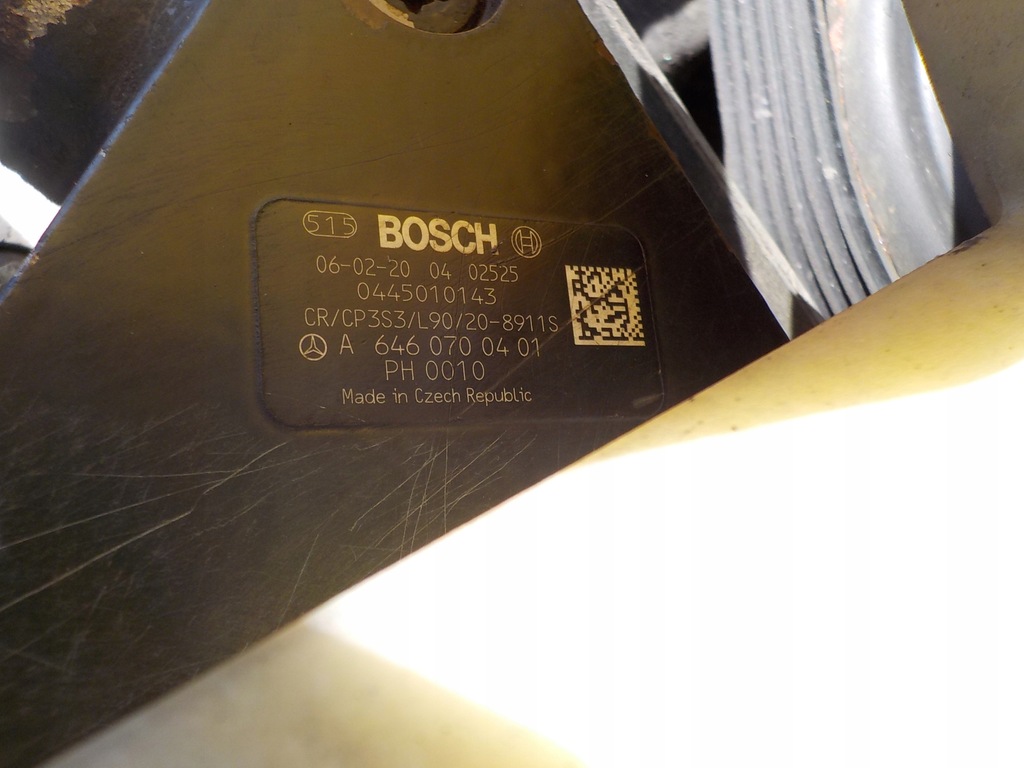 515 BOSCH
06-02-20 04 02525
0445010143
CR/CP3S3/L90/20-8911S
A 646 070 04 01
PH 0010
Made in Czech Republic